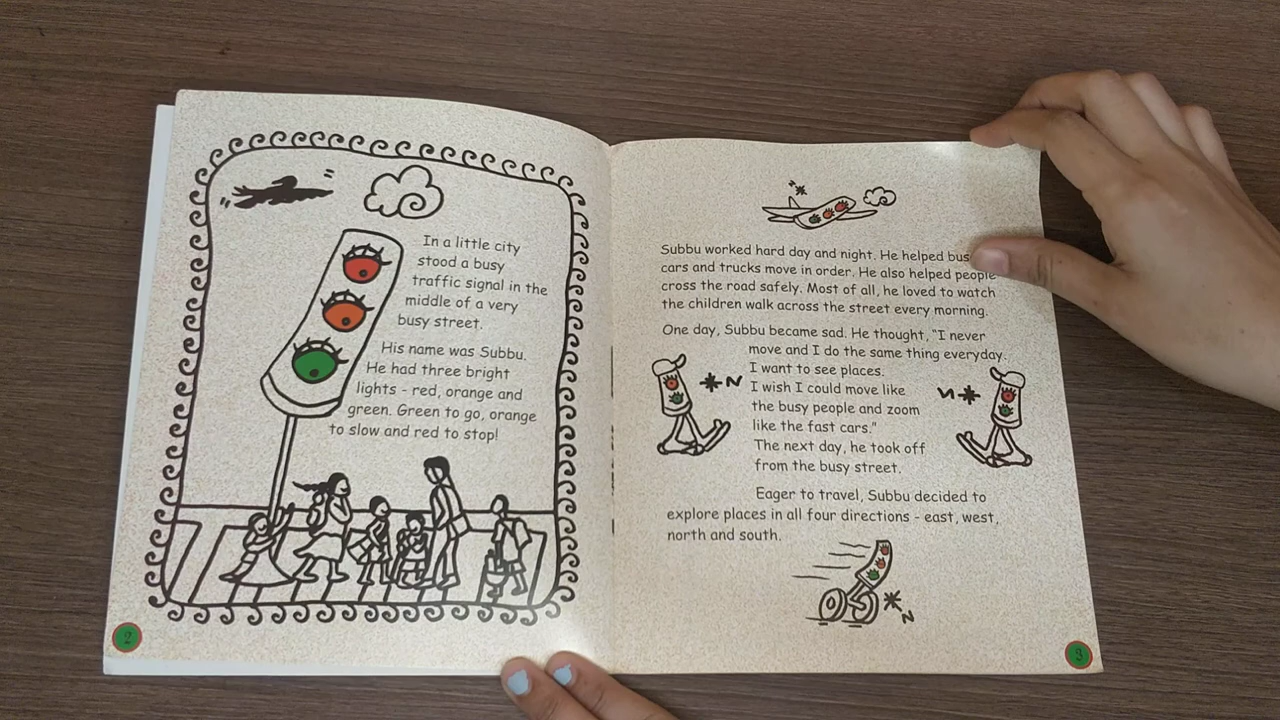 In a little city
stood a busy
traffic signal in the
middle of a very
busy street.
His name was Subbu.
He had three bright
lights - red, orange and
green. Green to go, orange
to slow and red to stop!
2
Subbu worked hard day and night. He helped
cars and trucks move in order. He also helped people
cross the road safely. Most of all, he loved to watch
the children walk across the street every morning.
One day, Subbu became sad. He thought, "I never
move and I do the same thing everyday.
I want to see places.
I wish I could move like
the busy people and zoom
like the fast cars."
The next day, he took off
from the busy street.
Eager to travel, Subbu decided to
explore places in all four directions - east, west,
north and south.
N
3